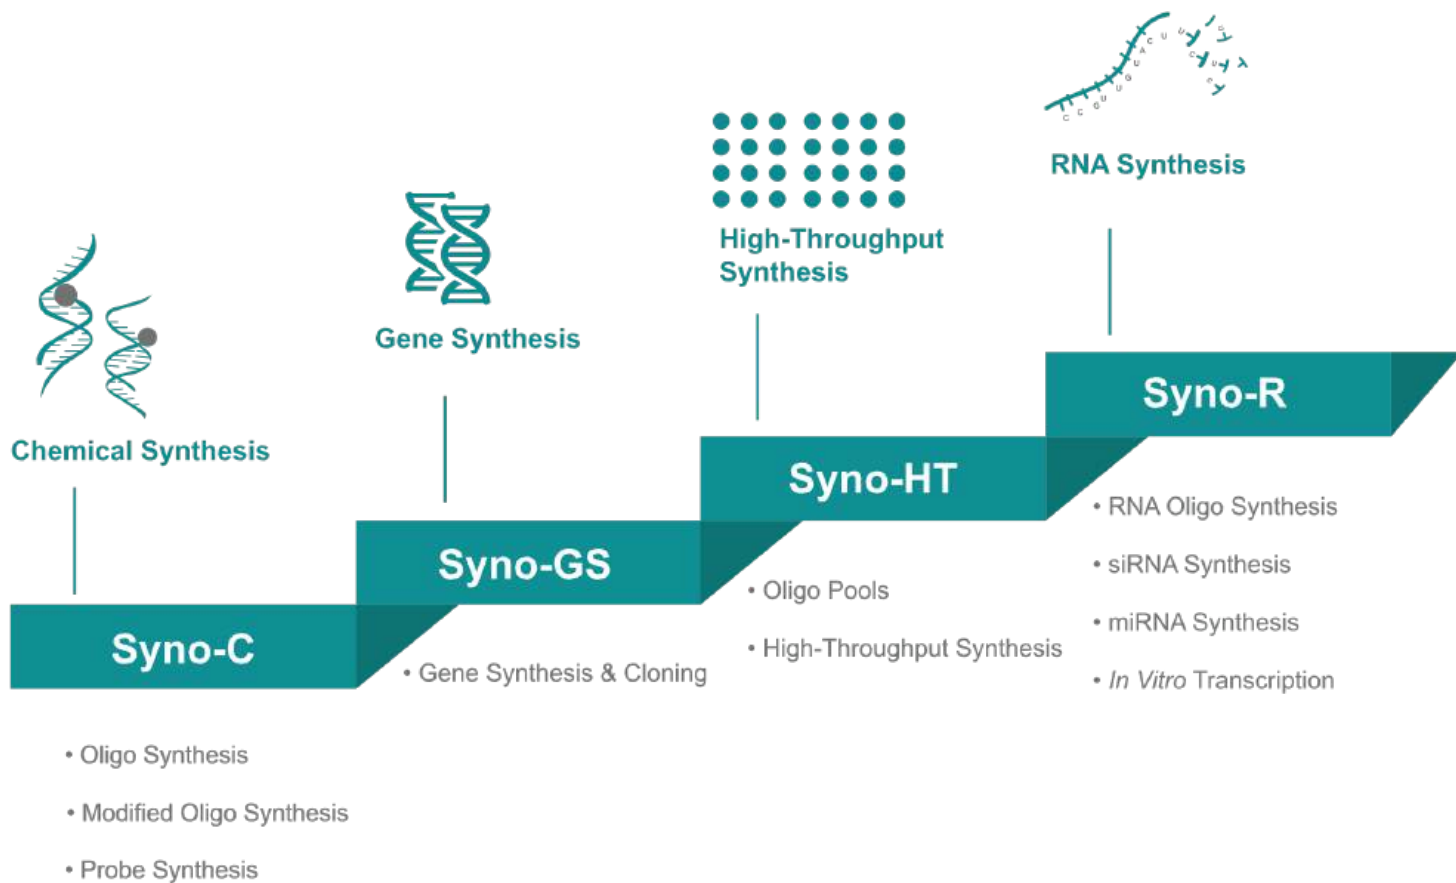 Chemical Synthesis
Syno-C
• Oligo Synthesis
• Modified Oligo Synthesis
• Probe Synthesis
Gene Synthesis
Syno-GS
• Gene Synthesis & Cloning
High-Throughput
Synthesis
Syno-HT
• Oligo Pools
• High-Throughput Synthesis
RNA Synthesis
Syno-R
• RNA Oligo Synthesis
• siRNA Synthesis
• miRNA Synthesis
• In Vitro Transcription